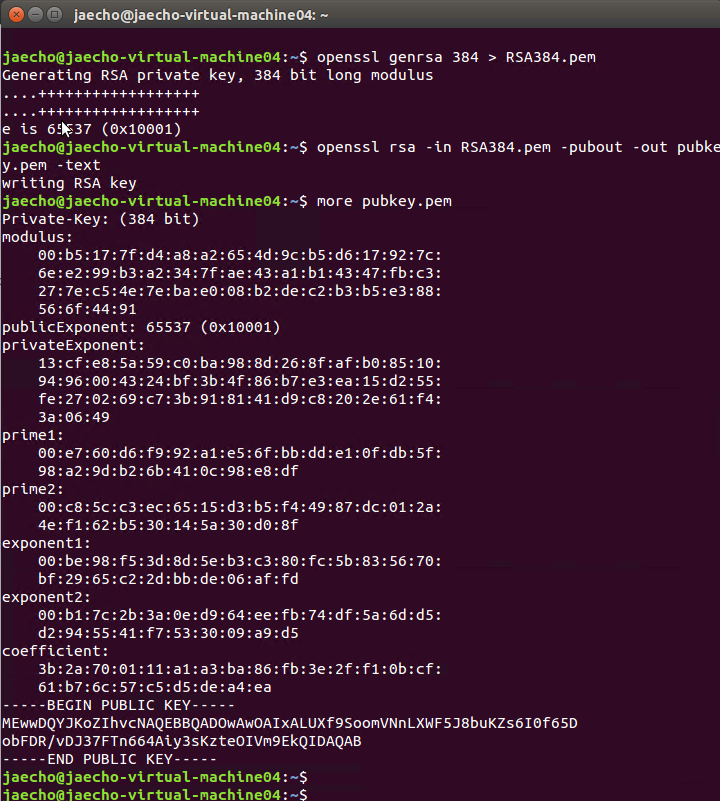 jaecho@jaecho-virtual-machine04: ~
jaecho@jaecho-virtual-machine04:~$ openssl genrsa 384 > RSA384.pem
Generating RSA private key, 384 bit long modulus
....++++++++++++++++++
....++++++++++++++++++
e is 65537 (0x10001)
jaecho@jaecho-virtual-machine04:~$ openssl rsa -in RSA384.pem -pubout -out pubke
y.pem -text
writing RSA key
jaecho@jaecho-virtual-machine04:~$ more pubkey.pem
Private-Key: (384 bit)
modulus:
    00:b5:17:7f:d4:a8:a2:65:4d:9c:b5:d6:17:92:7c:
    6e:e2:99:b3:a2:34:7f:ae:43:a1:b1:43:47:fb:c3:
    27:7e:c5:4e:7e:ba:e0:08:b2:de:c2:b3:b5:e3:88:
    56:6f:44:91
publicExponent: 65537 (0x10001)
privateExponent:
    13:cf:e8:5a:59:c0:ba:98:8d:26:8f:af:b0:85:10:
    94:96:00:43:24:bf:3b:4f:86:b7:e3:ea:15:d2:55:
    fe:27:02:69:c7:3b:91:81:41:d9:c8:20:2e:61:f4:
    3a:06:49
prime1:
    00:e7:60:d6:f9:92:a1:e5:6f:bb:dd:e1:0f:db:5f:
    98:a2:9d:b2:6b:41:0c:98:e8:df
prime2:
    00:c8:5c:c3:ec:65:15:d3:b5:f4:49:87:dc:01:2a:
    4e:f1:62:b5:30:14:5a:30:d0:8f
exponent1:
    00:be:98:f5:3d:8d:5e:b3:c3:80:fc:5b:83:56:70:
    bf:29:65:c2:2d:bb:de:06:af:fd
exponent2:
    00:b1:7c:2b:3a:0e:d9:64:ee:fb:74:df:5a:6d:d5:
    d2:94:55:41:f7:53:30:09:a9:d5
coefficient:
    3b:2a:70:01:11:a1:a3:ba:86:fb:3e:2f:f1:0b:cf:
    61:b7:6c:57:c5:d5:de:a4:ea
-----BEGIN PUBLIC KEY-----
MEwwDQYJKoZIhvcNAQEBBQADOwAwOAIxALUXf9SoomVNnLXWF5J8buKZs6I0f65D
obFDR/vDJ37FTn664Aiy3sKzteOIVm9EkQIDAQAB
-----END PUBLIC KEY-----
jaecho@jaecho-virtual-machine04:~$
jaecho@jaecho-virtual-machine04:~$